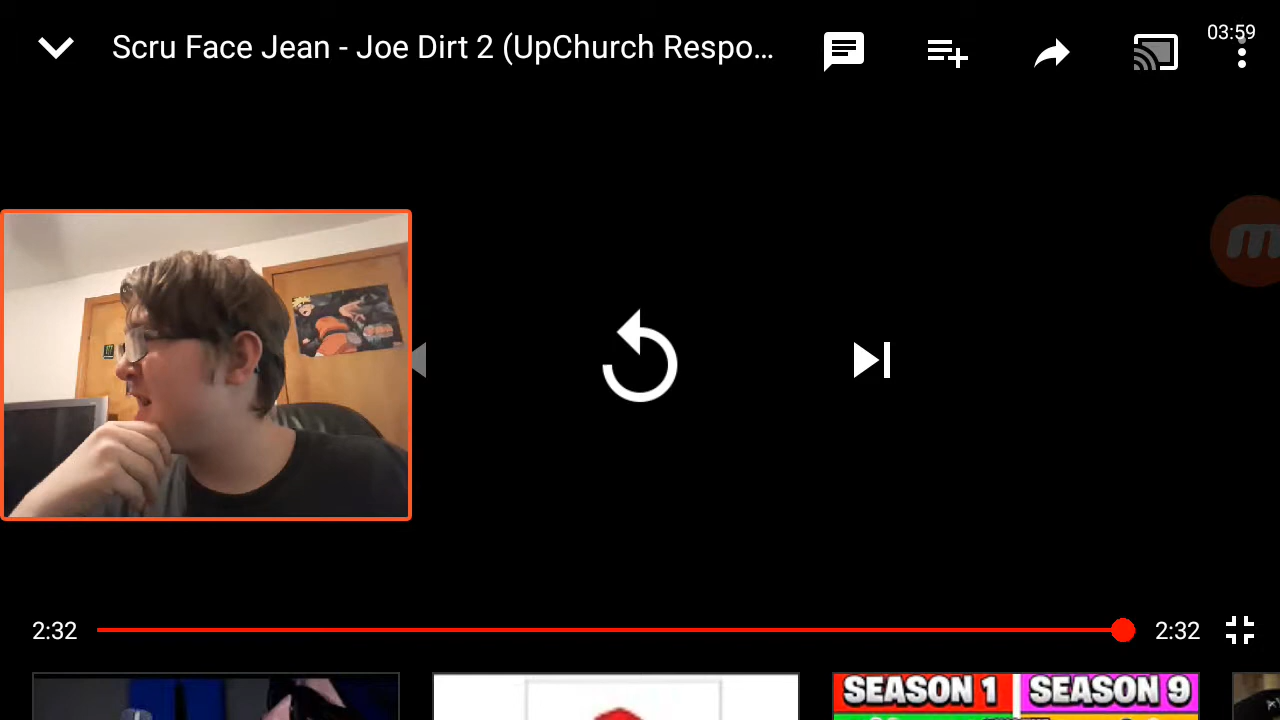 03:59
Scru Face Jean - Joe Dirt 2 (UpChurch Respo...
2:32
2:32
SEASON 1 SEASON 9